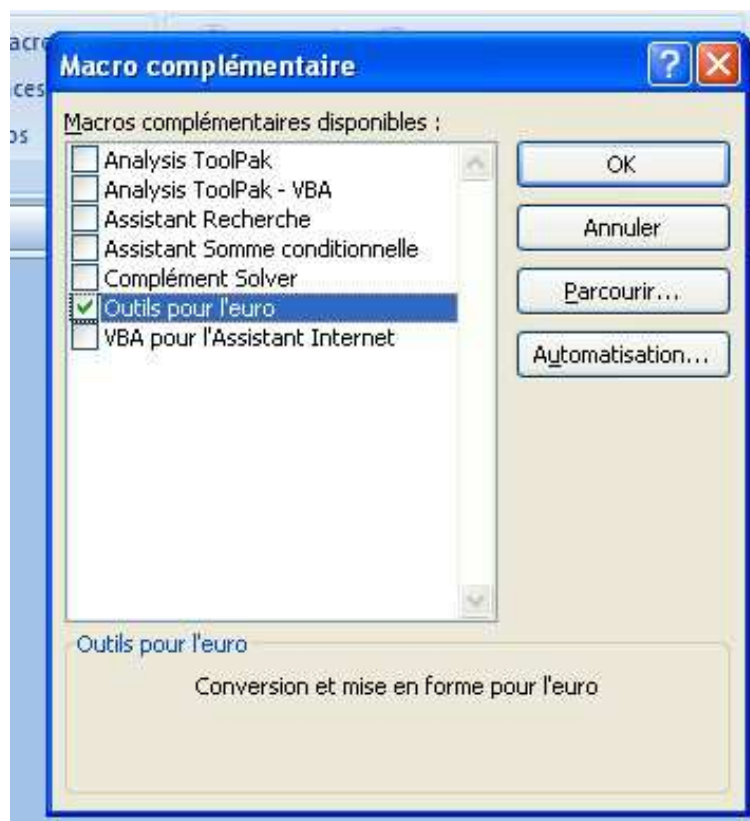 Macro complémentaire
Macros complémentaires disponibles :
Analysis ToolPak
Analysis ToolPak - VBA
Assistant Recherche
Assistant Somme conditionnelle
Complément Solver
Outils pour l'euro
VBA pour l'Assistant Internet
OK
Annuler
Parcourir...
Automatisation...
Outils pour l'euro
Conversion et mise en forme pour l'euro